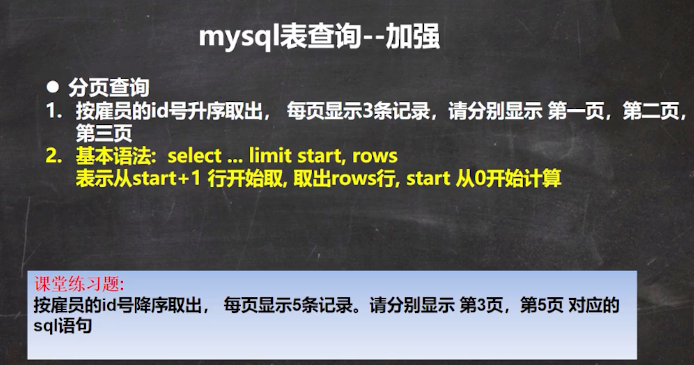 mysql表查询--加强
● 分页查询
1. 按雇员的id号升序取出， 每页显示3条记录，请分别显示 第一页，第二页，
第三页
2. 基本语法: select ... limit start, rows
表示从start+1 行开始取, 取出rows行, start 从0开始计算
课堂练习题:
按雇员的id号降序取出， 每页显示5条记录。请分别显示 第3页，第5页 对应的
sql语句